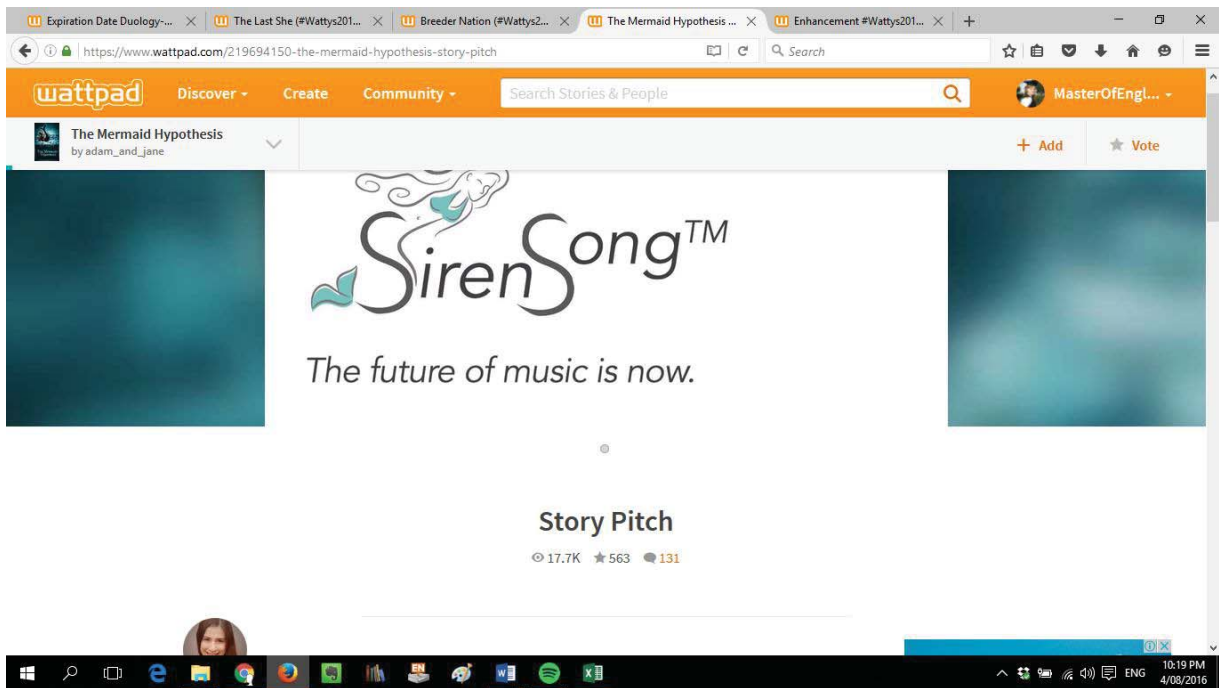 Expiration Date Duology-...
The Last She (#Wattys201...
Breeder Nation (#Wattys2...
The Mermaid Hypothesis ...
Enhancement #Wattys201...
https://www.wattpad.com/219694150-the-mermaid-hypothesis-story-pitch
Search
wattpad
Discover
Create
Community
Search Stories & People
MasterOfEngl...
The Mermaid Hypothesis
by adam_and_jane
+ Add
Vote
SirenSong™
The future of music is now.
Story Pitch
17.7K 563 131
EN
ENG
10:19 PM
4/08/2016